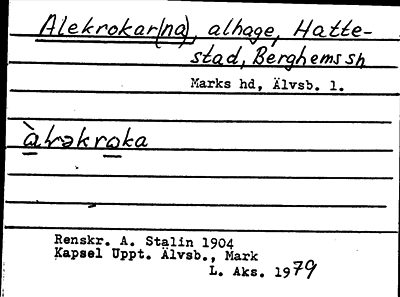 Alekrokar(na), alhage, Hatte-
stad, Berghems sh
Marks hd, Älvsb. l.
àlrəkroka
Renskr. A. Stalin 1904
Kapsel Uppt. Älvsb., Mark
L. Aks. 1979